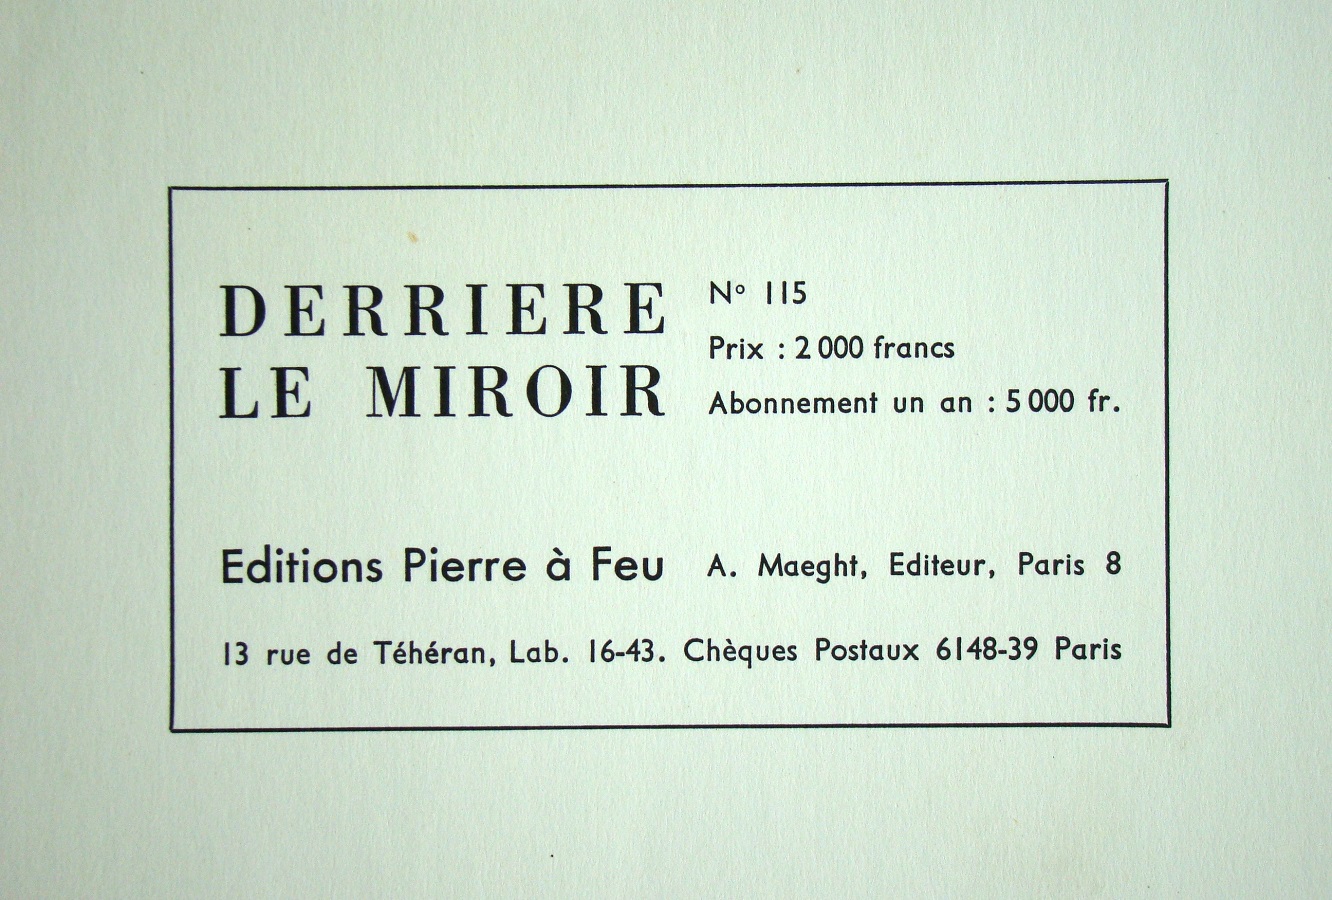 DERRIERE
LE MIROIR
N° 115
Prix : 2 000 francs
Abonnement un an : 5 000 fr.
Editions Pierre à Feu
A. Maeght, Editeur, Paris 8
13 rue de Téhéran, Lab. 16-43. Chèques Postaux 6148-39 Paris